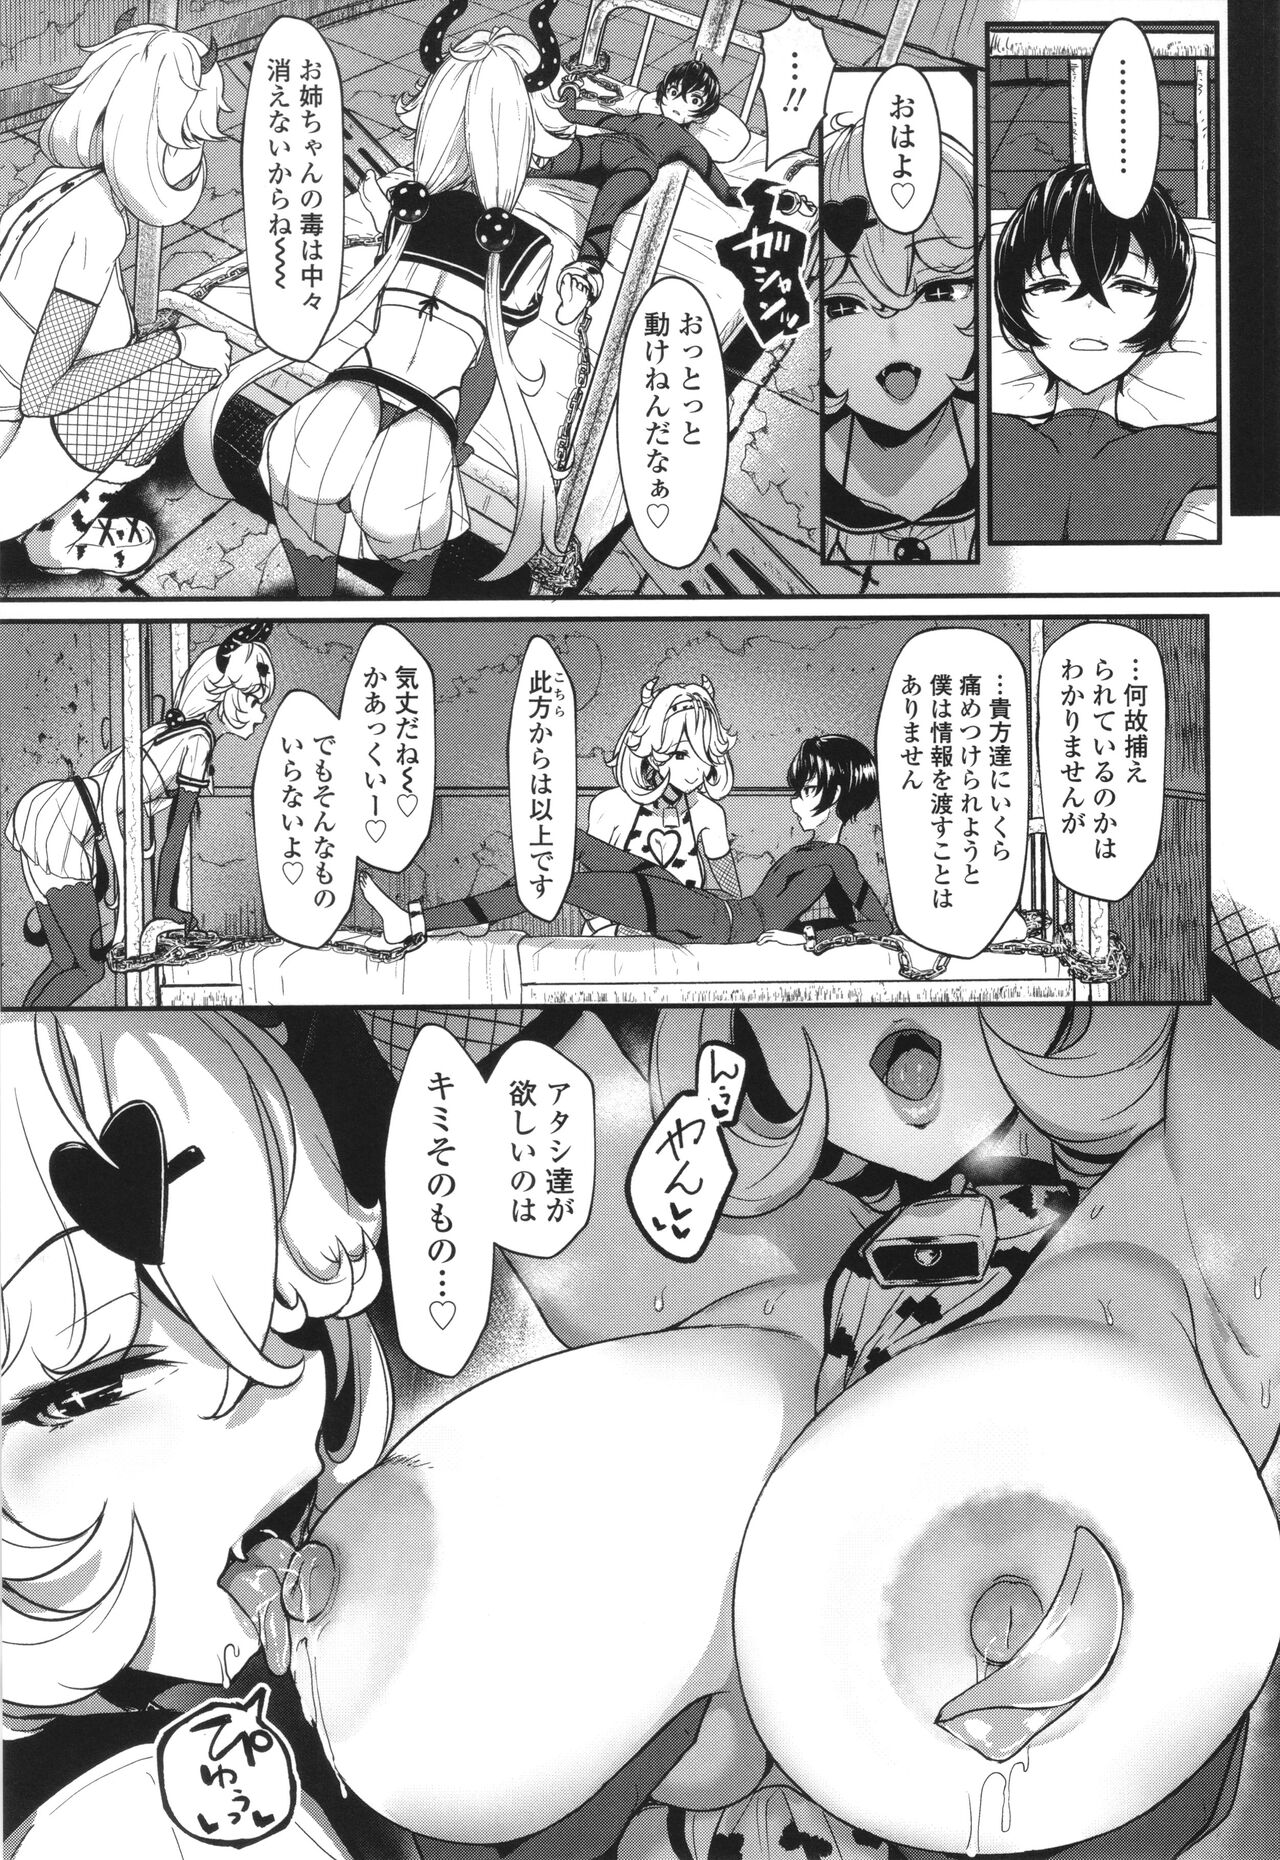 …………
おはよ♡
…!!
ガシャンッ
おっとっと
動けねんだなぁ♡
お姉ちゃんの毒は中々
消えないからね〜〜
…何故捕え
られているのかは
わかりませんが
…貴方達にいくら
痛めつけられようと
僕は情報を渡すことは
ありません
こちら
此方からは以上です
気丈だね〜♡
かあっくいー♡
でもそんなもの
いらないよ♡
んぅ♡
やん♥♥
アタシ達が
欲しいのは
キミそのもの…♡
ぴゅぅっ♥♥